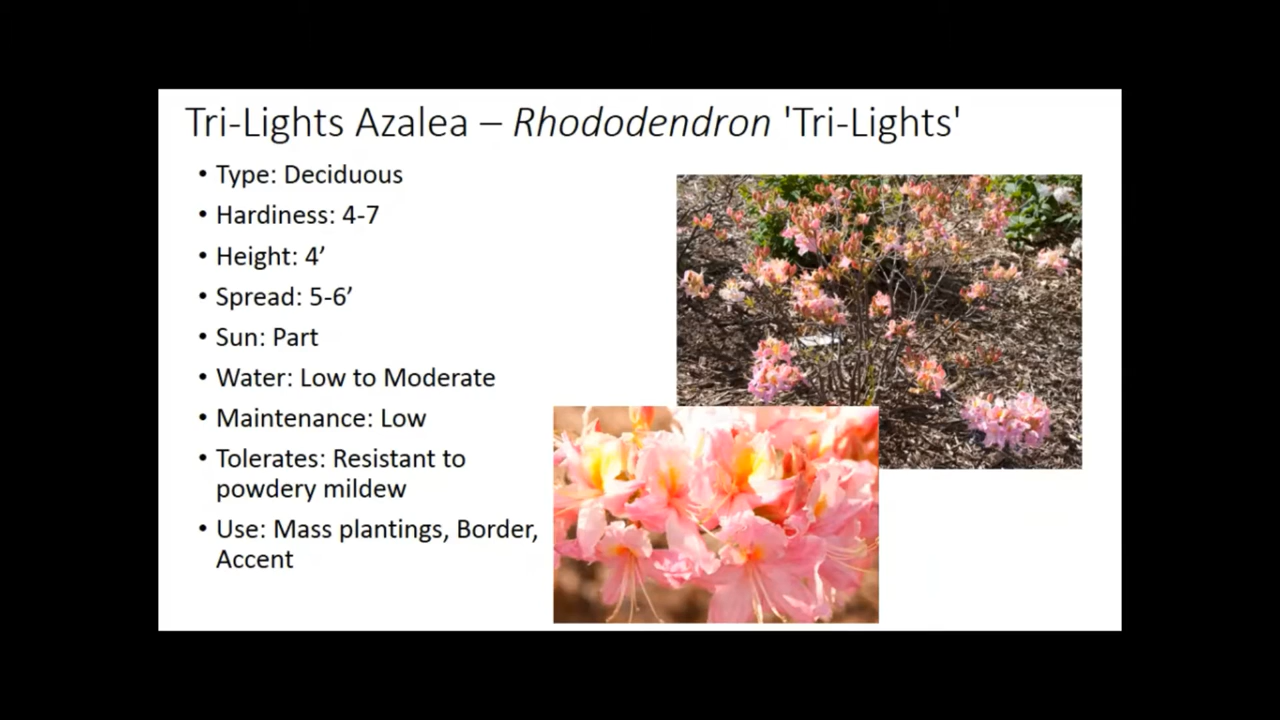 Tri-Lights Azalea – Rhododendron 'Tri-Lights'
• Type: Deciduous
• Hardiness: 4-7
• Height: 4’
• Spread: 5-6’
• Sun: Part
• Water: Low to Moderate
• Maintenance: Low
• Tolerates: Resistant to
powdery mildew
• Use: Mass plantings, Border,
Accent